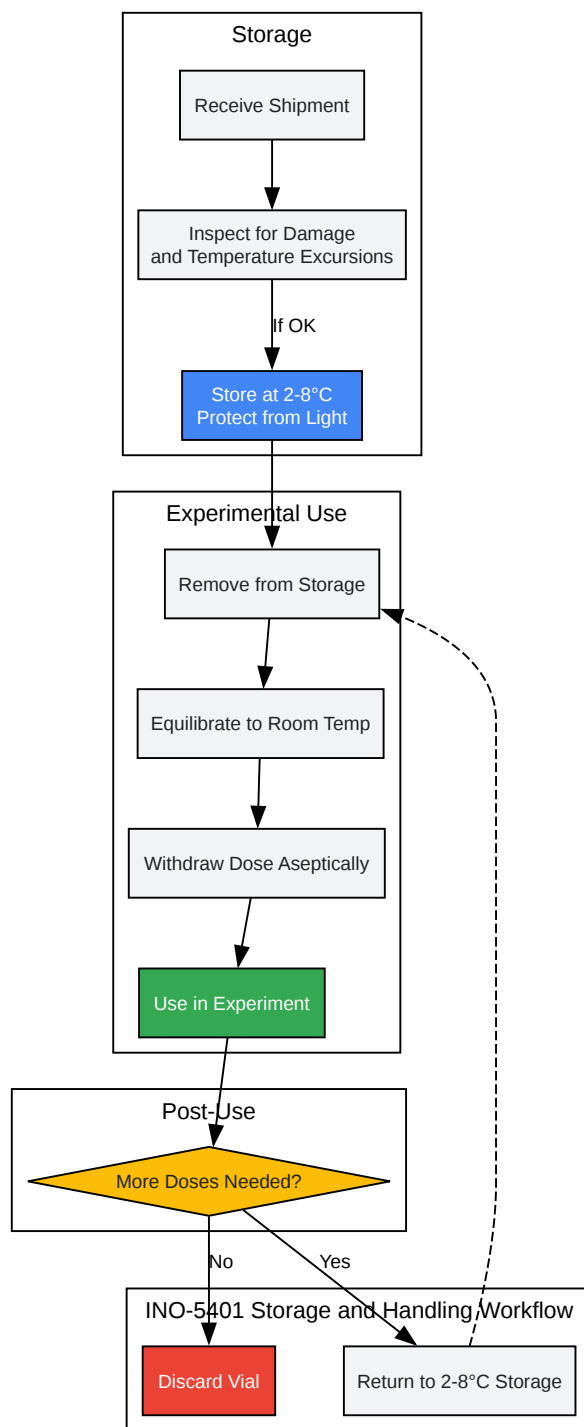 Storage
Receive Shipment
Inspect for Damage
and Temperature Excursions
If OK
Store at 2-8°C
Protect from Light
Experimental Use
Remove from Storage
Equilibrate to Room Temp
Withdraw Dose Aseptically
Use in Experiment
Post-Use
More Doses Needed?
No
Yes
INO-5401 Storage and Handling Workflow
Discard Vial
Return to 2-8°C Storage